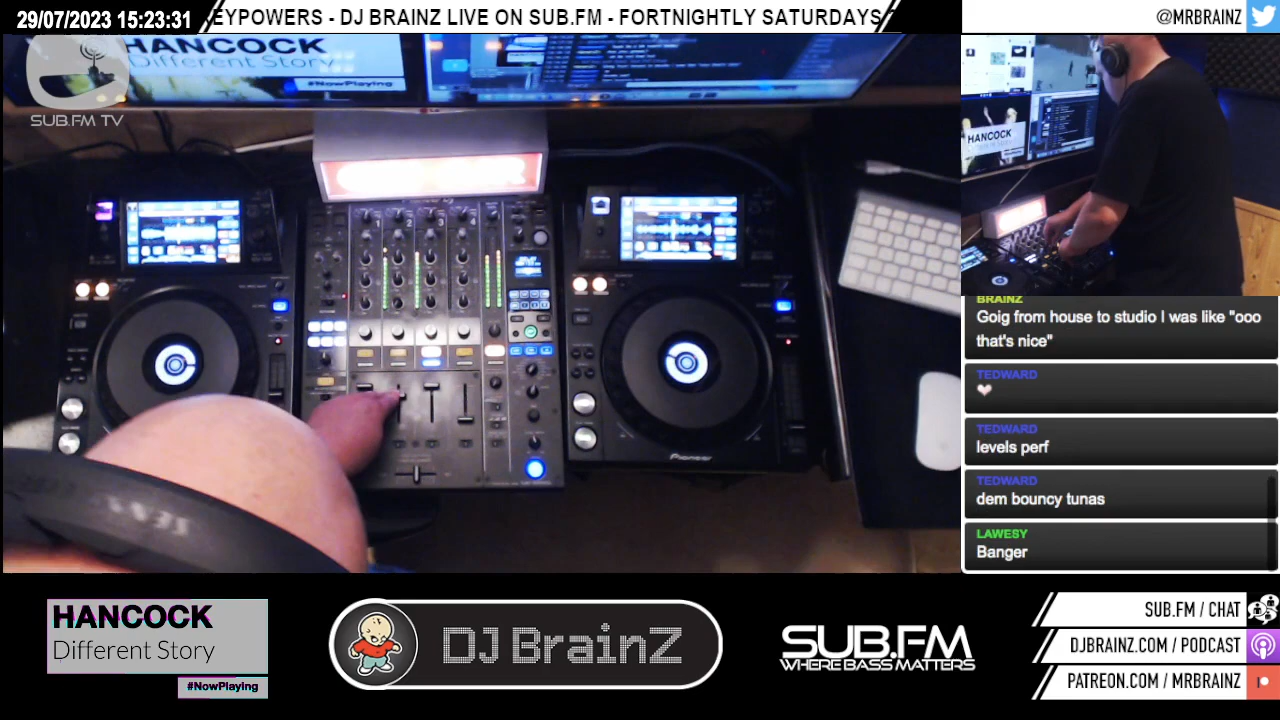 29/07/2023 15:23:31
EYPOWERS - DJ BRAINZ LIVE ON SUB.FM - FORTNIGHTLY SATURDAYS
@MRBRAINZ
HANCOCK
Different Story
#NowPlaying
SUB.FM TV
HANCOCK
Pioneer
BRAINZ
Goig from house to studio I was like "ooo
that's nice"
TEDWARD
❤
TEDWARD
levels perf
TEDWARD
dem bouncy tunas
LAWESY
Banger
HANCOCK
Different Story
#NowPlaying
DJ BrainZ
SUB.FM
WHERE BASS MATTERS
SUB.FM / CHAT
DJBRAINZ.COM / PODCAST
PATREON.COM / MRBRAINZ